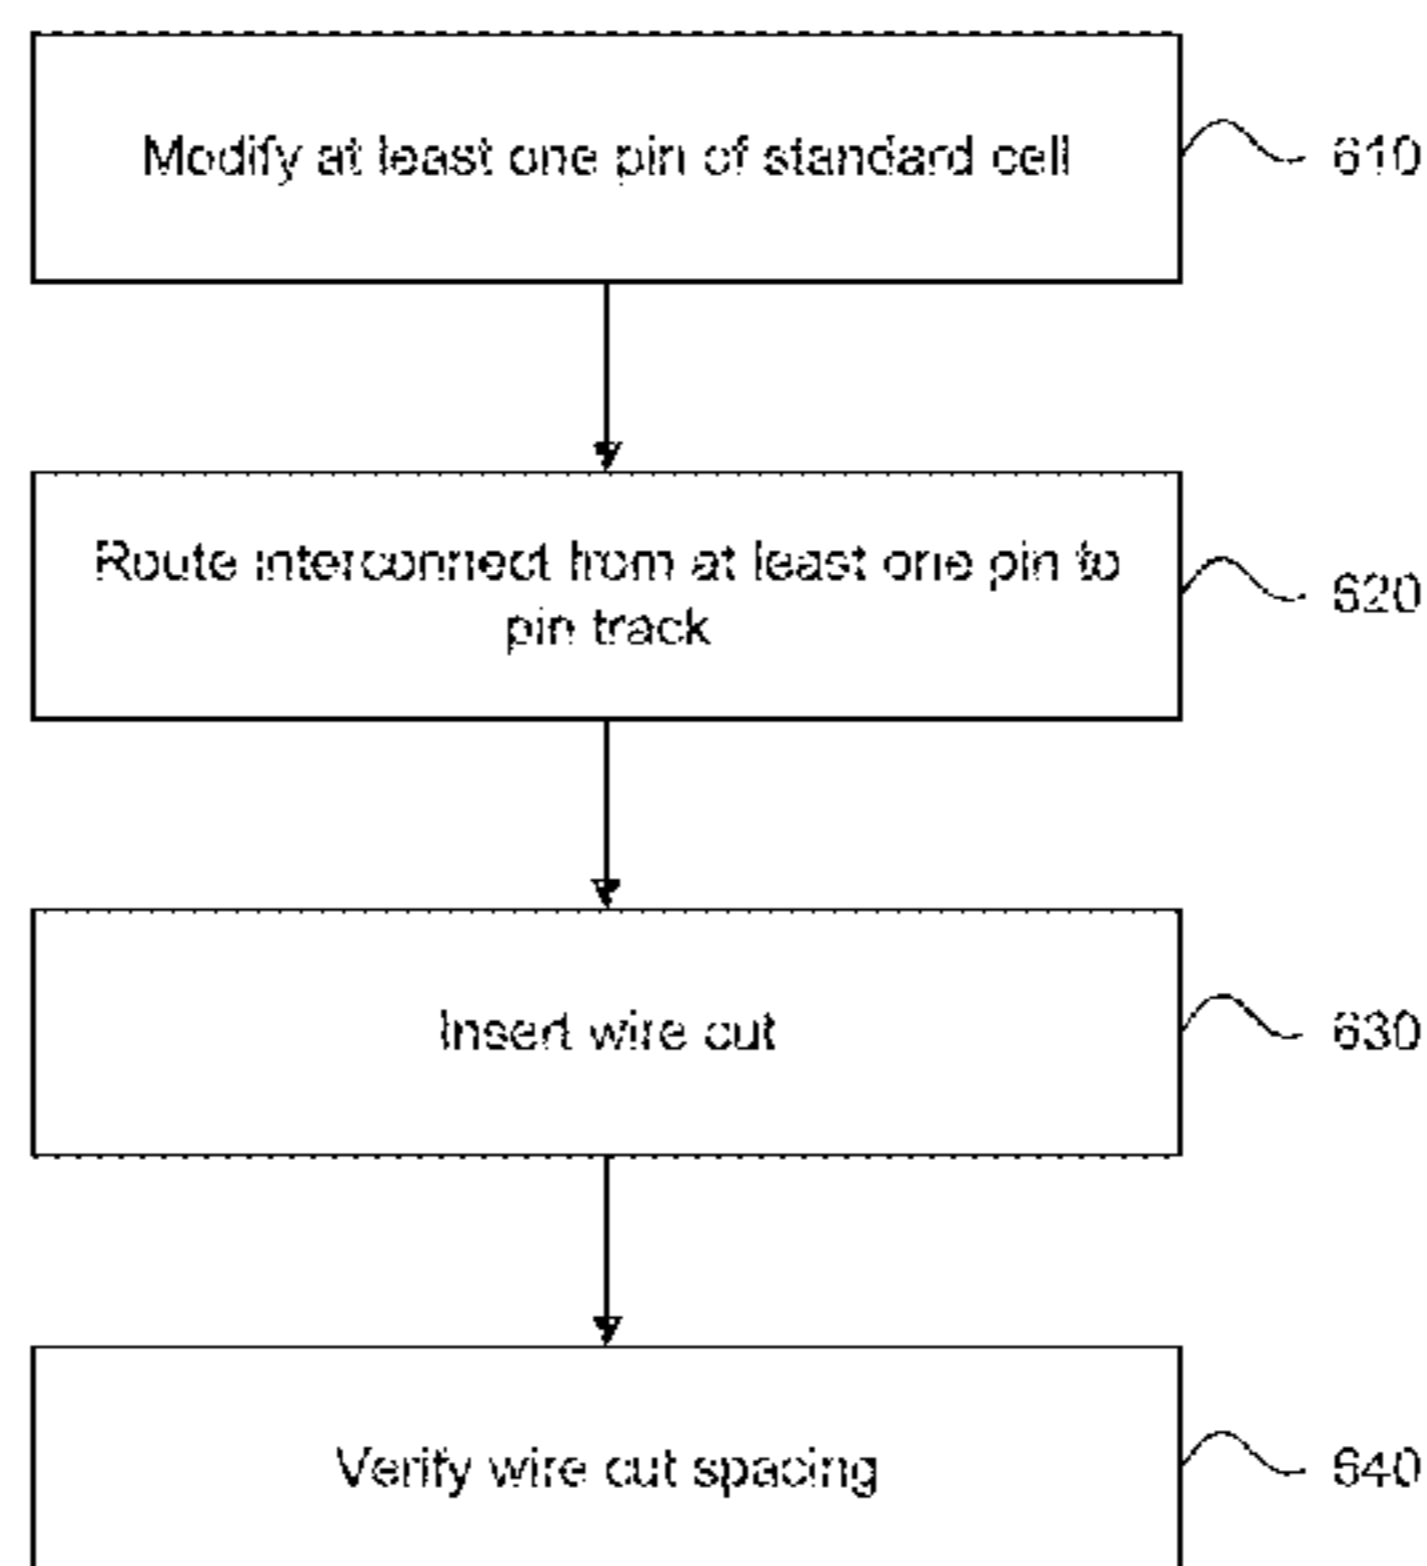 Modify at least one pin of standard cell
610
Route interconnect from at least one pin to
pin track
620
Insert wire cut
630
Verify wire cut spacing
640